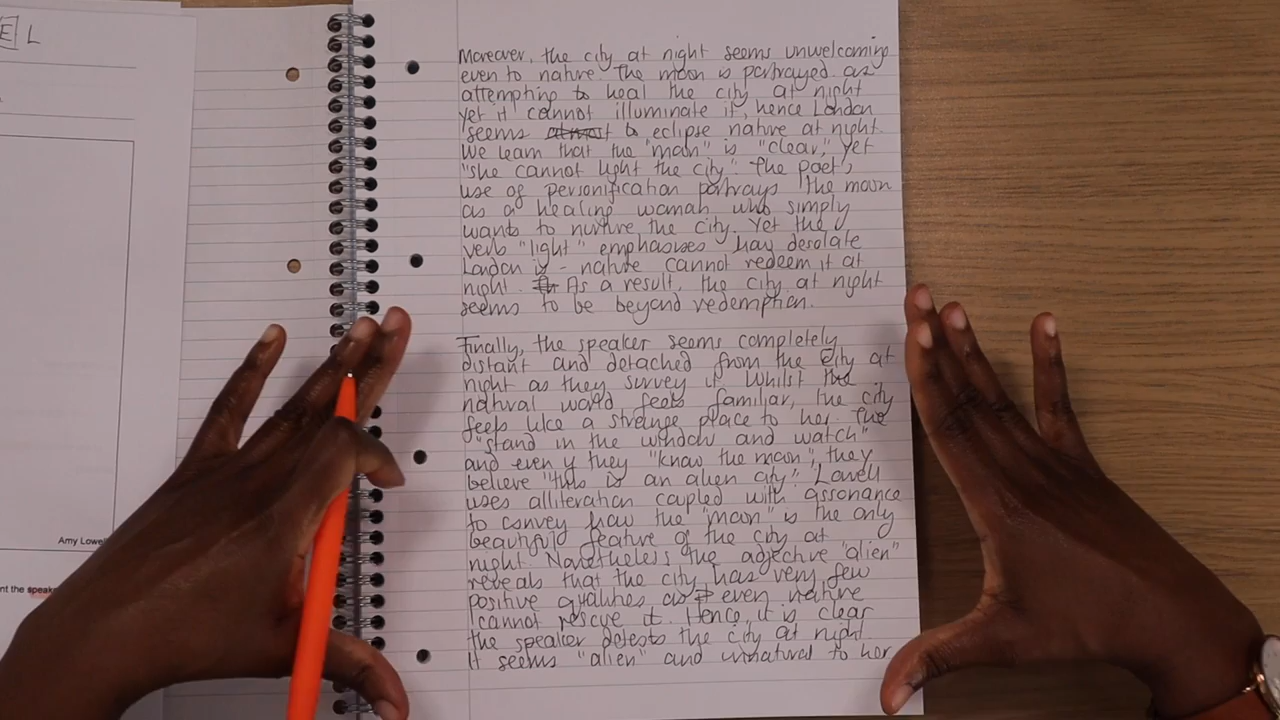 E L
Amy Lowel
nt the speake
Moreover, the city at night seems unwelcoming
even to nature. The moon is portrayed as
attempting to heal the city at night
yet it cannot illuminate it, hence London
seems almost to eclipse nature at night.
We learn that the "moon" is "clear," yet
"she cannot light the city". The poet's
use of personification portrays the moon
as a healing woman who simply
wants to nurture the city. Yet the
verb "light" emphasises how desolate
London is - nature cannot redeem it at
night. As a result, the city at night
seems to be beyond redemption.
Finally, the speaker seems completely
distant and detached from the city at
night as they survey it. Whilst the
natural world feels familiar, the city
feels like a strange place to her. The
"stand in the window and watch"
and even if they "know the moon", they
believe "this is an alien city". Lowell
uses alliteration coupled with assonance
to convey how the "moon" is the only
beautiful feature of the city at
night. Nevetheless the adjective "alien"
reveals that the city has very few
positive qualities as even nature
cannot rescue it. Hence, it is clear
the speaker detests the city at night.
It seems "alien" and unnatural to her